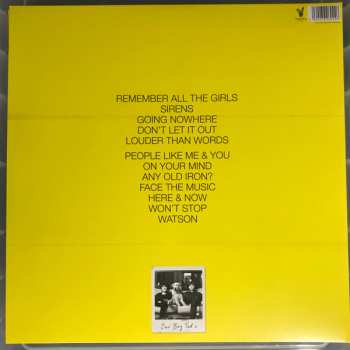 REMEMBER ALL THE GIRLS
SIRENS
GOING NOWHERE
DON'T LET IT OUT
LOUDER THAN WORDS
PEOPLE LIKE ME & YOU
ON YOUR MIND
ANY OLD IRON?
FACE THE MUSIC
HERE & NOW
WON'T STOP
WATSON